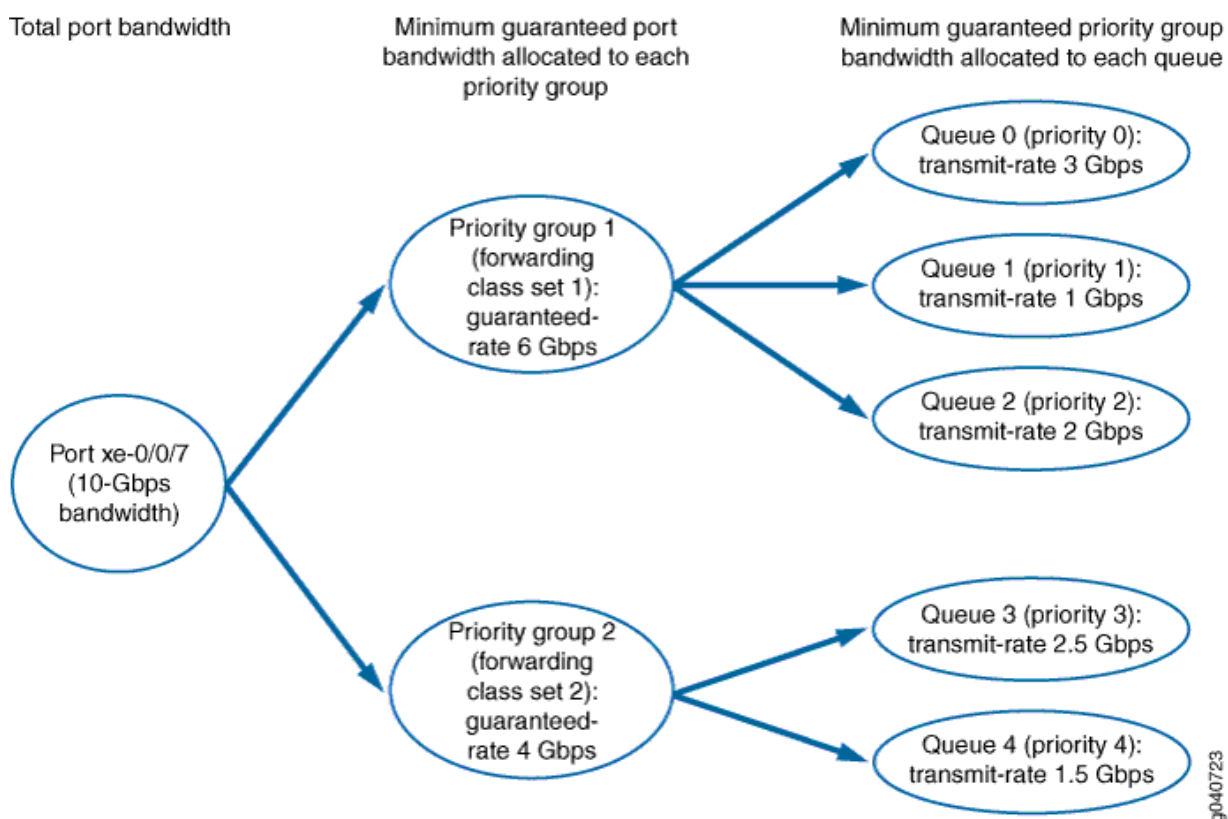 Total port bandwidth
Minimum guaranteed port
bandwidth allocated to each
priority group
Minimum guaranteed priority group
bandwidth allocated to each queue
Port xe-0/0/7
(10-Gbps
bandwidth)
Priority group 1
(forwarding
class set 1):
guaranteed-
rate 6 Gbps
Queue 0 (priority 0):
transmit-rate 3 Gbps
Queue 1 (priority 1):
transmit-rate 1 Gbps
Queue 2 (priority 2):
transmit-rate 2 Gbps
Priority group 2
(forwarding
class set 2):
guaranteed-
rate 4 Gbps
Queue 3 (priority 3):
transmit-rate 2.5 Gbps
Queue 4 (priority 4):
transmit-rate 1.5 Gbps
g040723